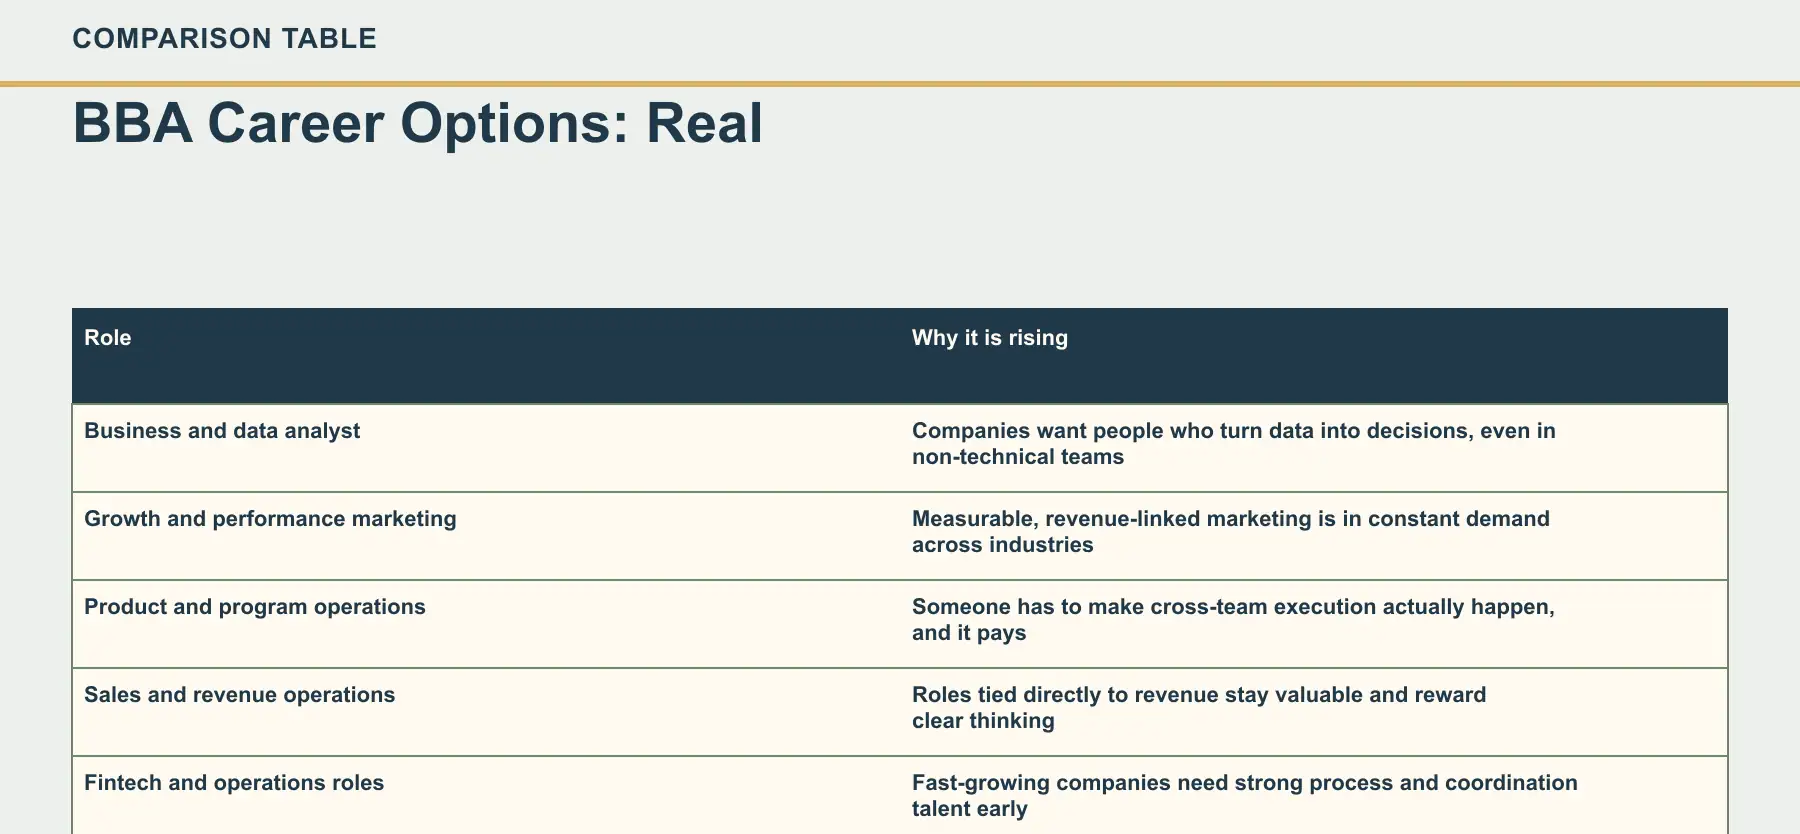 COMPARISON TABLE
BBA Career Options: Real
Role
Why it is rising
Business and data analyst
Companies want people who turn data into decisions, even in
non-technical teams
Growth and performance marketing
Measurable, revenue-linked marketing is in constant demand
across industries
Product and program operations
Someone has to make cross-team execution actually happen,
and it pays
Sales and revenue operations
Roles tied directly to revenue stay valuable and reward
clear thinking
Fintech and operations roles
Fast-growing companies need strong process and coordination
talent early